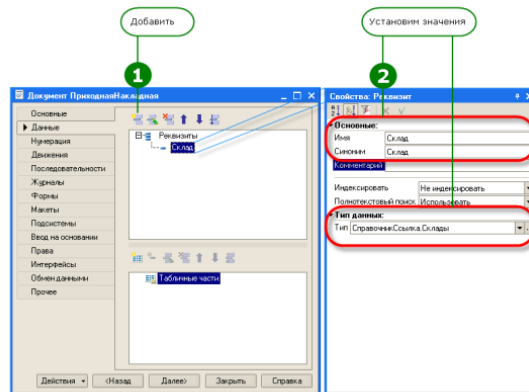 Добавить
Установим значения
1
2
Документ ПриходнаяНакладная
Основные
Данные
Нумерация
Движения
Последовательности
Журналы
Формы
Макеты
Подсистемы
Ввод на основании
Права
Интерфейсы
Обмен данными
Прочее
Реквизиты
Склад
Табличные части
Действия
<Назад
Далее>
Закрыть
Справка
Свойства: Реквизит
Основные:
Имя Склад
Синоним Склад
Комментарий
Индексировать Не индексировать
Полнотекстовый поиск Использовать
Тип данных:
Тип СправочникСсылка.Склады